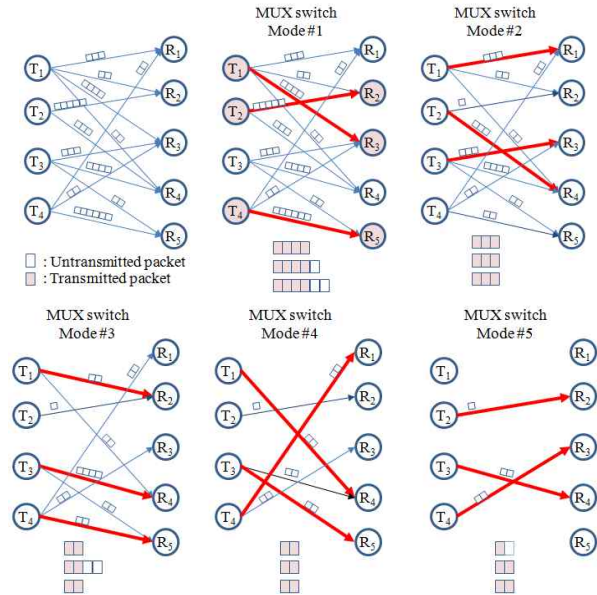 MUX switch
Mode #1
MUX switch
Mode #2
T1
T2
T3
T4
R1
R2
R3
R4
R5
T1
T2
T3
T4
R1
R2
R3
R4
R5
T1
T2
T3
T4
R1
R2
R3
R4
R5
: Untransmitted packet
: Transmitted packet
MUX switch
Mode #3
MUX switch
Mode #4
MUX switch
Mode #5
T1
T2
T3
T4
R1
R2
R3
R4
R5
T1
T2
T3
T4
R1
R2
R3
R4
R5
T1
T2
T3
T4
R1
R2
R3
R4
R5